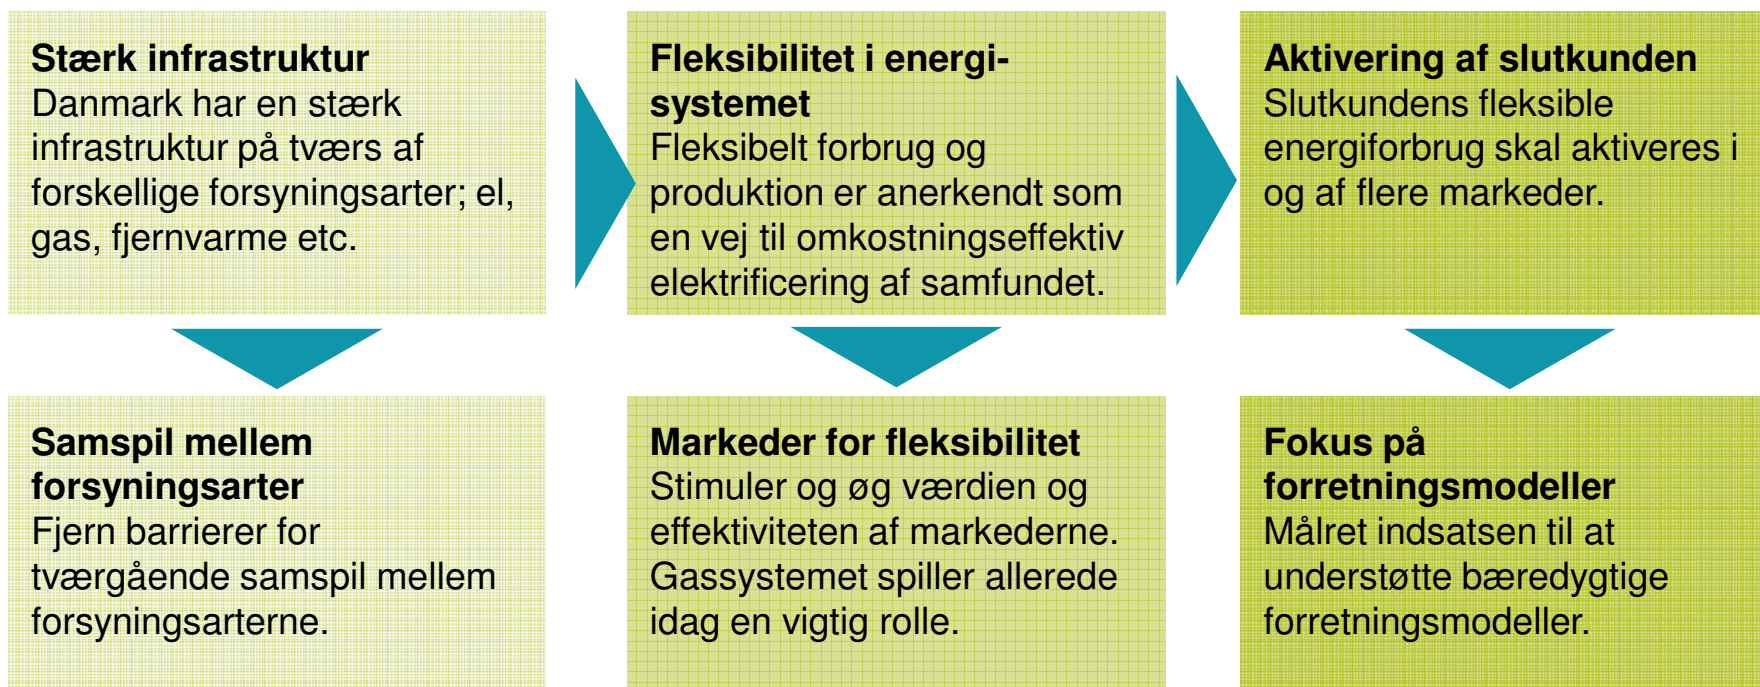 Stærk infrastruktur
Danmark har en stærk
infrastruktur på tværs af
forskellige forsyningsarter; el,
gas, fjernvarme etc.
Fleksibilitet i energi-
systemet
Fleksibelt forbrug og
produktion er anerkendt som
en vej til omkostningseffektiv
elektrificering af samfundet.
Aktivering af slutkunden
Slutkundens fleksible
energiforbrug skal aktiveres i
og af flere markeder.
Samspil mellem
forsyningsarter
Fjern barrierer for
tværgående samspil mellem
forsyningsarterne.
Markeder for fleksibilitet
Stimuler og øg værdien og
effektiviteten af markederne.
Gassystemet spiller allerede
idag en vigtig rolle.
Fokus på
forretningsmodeller
Målret indsatsen til at
understøtte bæredygtige
forretningsmodeller.